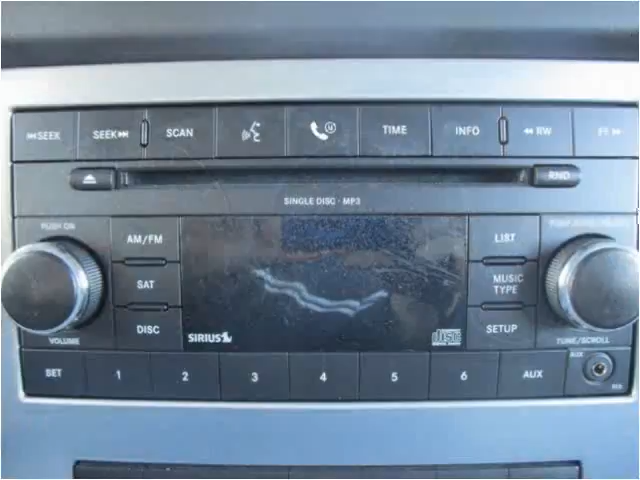 SEEK
SEEK
SCAN
TIME
INFO
RW
FF
RND
SINGLE DISC · MP3
PUSH ON
VOLUME
AM/FM
SAT
DISC
SIRIUS
disc
LIST
MUSIC
TYPE
SETUP
TUNE/SCROLL
SET 1 2 3 4 5 6 AUX
AUX